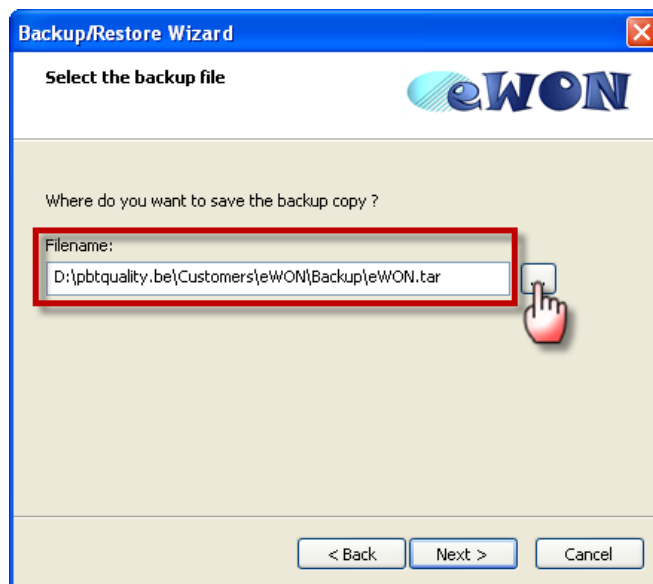 Backup/Restore Wizard
Select the backup file
eWON
Where do you want to save the backup copy ?
Filename:
D:\pbtquality.be\Customers\eWON\Backup\eWON.tar
< Back
Next >
Cancel